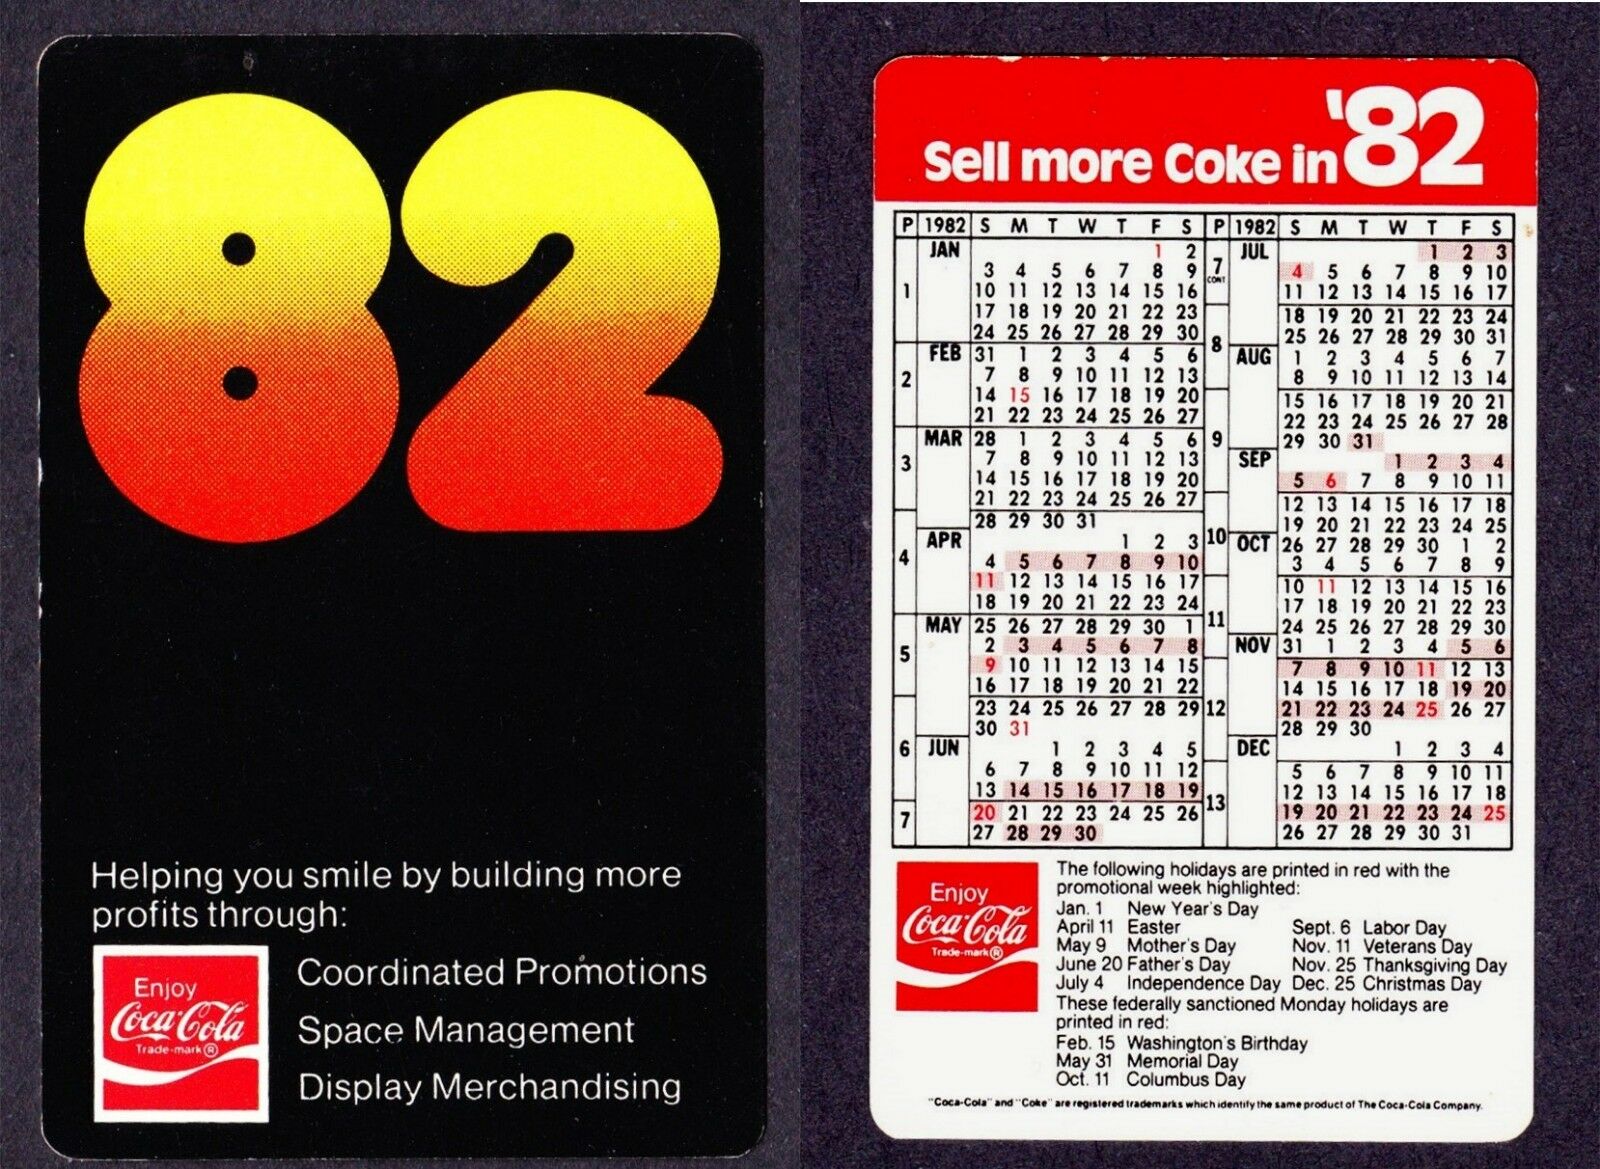 82
Helping you smile by building more
profits through:
Enjoy
Coca-Cola
Trade-mark®
Coordinated Promotions
Space Management
Display Merchandising
Sell more Coke in '82
P 1982 S M T W T F S
1 JAN 1 2
3 4 5 6 7 8 9
10 11 12 13 14 15 16
17 18 19 20 21 22 23
24 25 26 27 28 29 30
2 FEB 31 1 2 3 4 5 6
7 8 9 10 11 12 13
14 15 16 17 18 19 20
21 22 23 24 25 26 27
3 MAR 28 1 2 3 4 5 6
7 8 9 10 11 12 13
14 15 16 17 18 19 20
21 22 23 24 25 26 27
4 28 29 30 31
APR 1 2 3
4 5 6 7 8 9 10
11 12 13 14 15 16 17
18 19 20 21 22 23 24
5 MAY 25 26 27 28 29 30 1
2 3 4 5 6 7 8
9 10 11 12 13 14 15
16 17 18 19 20 21 22
6 23 24 25 26 27 28 29
30 31
JUN 1 2 3 4 5
6 7 8 9 10 11 12
13 14 15 16 17 18 19
7 20 21 22 23 24 25 26
27 28 29 30
P 1982 S M T W T F S
7 CONT JUL 1 2 3
4 5 6 7 8 9 10
11 12 13 14 15 16 17
8 18 19 20 21 22 23 24
25 26 27 28 29 30 31
AUG 1 2 3 4 5 6 7
8 9 10 11 12 13 14
9 15 16 17 18 19 20 21
22 23 24 25 26 27 28
29 30 31
SEP 1 2 3 4
5 6 7 8 9 10 11
10 12 13 14 15 16 17 18
19 20 21 22 23 24 25
OCT 26 27 28 29 30 1 2
3 4 5 6 7 8 9
11 10 11 12 13 14 15 16
17 18 19 20 21 22 23
24 25 26 27 28 29 30
NOV 31 1 2 3 4 5 6
12 7 8 9 10 11 12 13
14 15 16 17 18 19 20
21 22 23 24 25 26 27
28 29 30
DEC 1 2 3 4
13 5 6 7 8 9 10 11
12 13 14 15 16 17 18
19 20 21 22 23 24 25
26 27 28 29 30 31
Enjoy
Coca-Cola
Trade-mark®
The following holidays are printed in red with the
promotional week highlighted:
Jan. 1 New Year's Day
April 11 Easter Sept. 6 Labor Day
May 9 Mother's Day Nov. 11 Veterans Day
June 20 Father's Day Nov. 25 Thanksgiving Day
July 4 Independence Day Dec. 25 Christmas Day
These federally sanctioned Monday holidays are
printed in red:
Feb. 15 Washington's Birthday
May 31 Memorial Day
Oct. 11 Columbus Day
"Coca-Cola" and "Coke" are registered trademarks which identify the same product of The Coca-Cola Company.